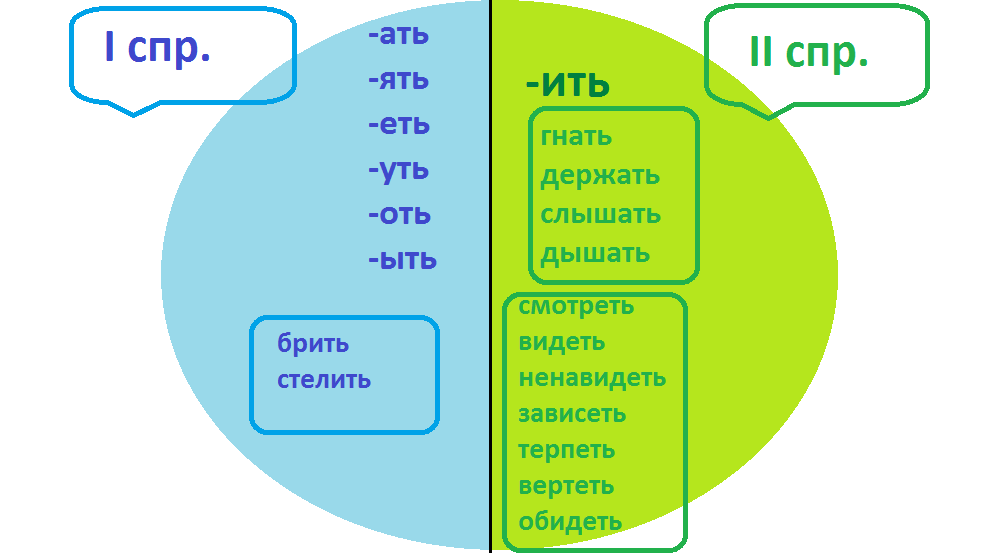 I спр.
-ать
-ять
-еть
-уть
-оть
-ыть
брить
стелить
II спр.
-ить
гнать
держать
слышать
дышать
смотреть
видеть
ненавидеть
зависеть
терпеть
вертеть
обидеть